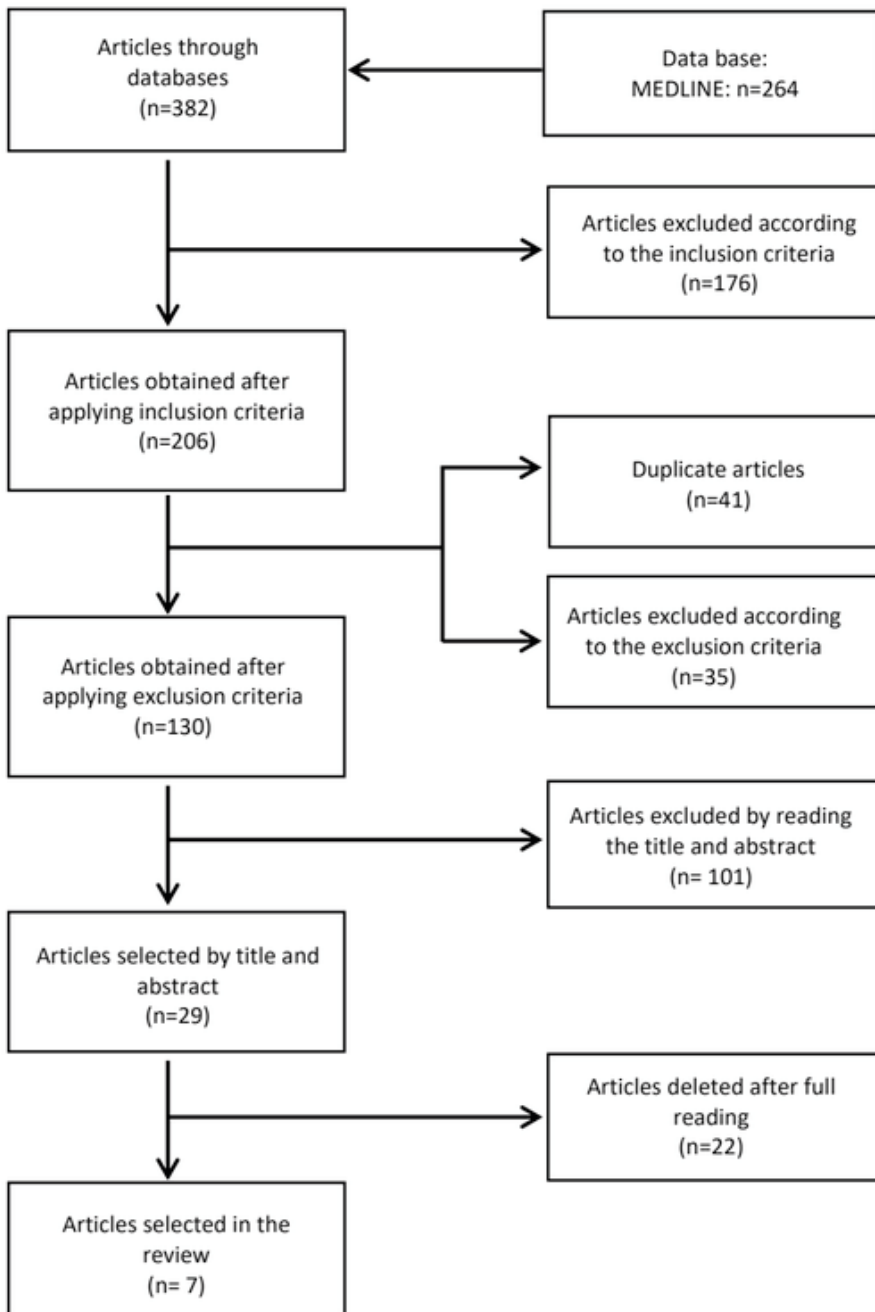 Articles through
databases
(n=382)
Data base:
MEDLINE: n=264
Articles excluded according
to the inclusion criteria
(n=176)
Articles obtained after
applying inclusion criteria
(n=206)
Duplicate articles
(n=41)
Articles excluded according
to the exclusion criteria
(n=35)
Articles obtained after
applying exclusion criteria
(n=130)
Articles excluded by reading
the title and abstract
(n= 101)
Articles selected by title and
abstract
(n=29)
Articles deleted after full
reading
(n=22)
Articles selected in the
review
(n= 7)